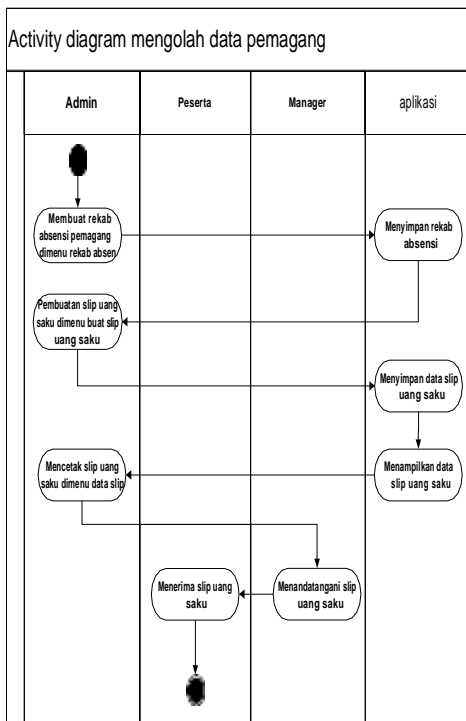 Activity diagram mengolah data pemagang
Admin
Peserta
Manager
aplikasi
Membuat rekab
absensi pemagang
dimenu rekab absen
Menyimpan rekab
absensi
Pembuatan slip uang
saku dimenu buat slip
uang saku
Menyimpan data slip
uang saku
Mencetak slip uang
saku dimenu data slip
Menampilkan data
slip uang saku
Menerima slip uang
saku
Menandatangani slip
uang saku